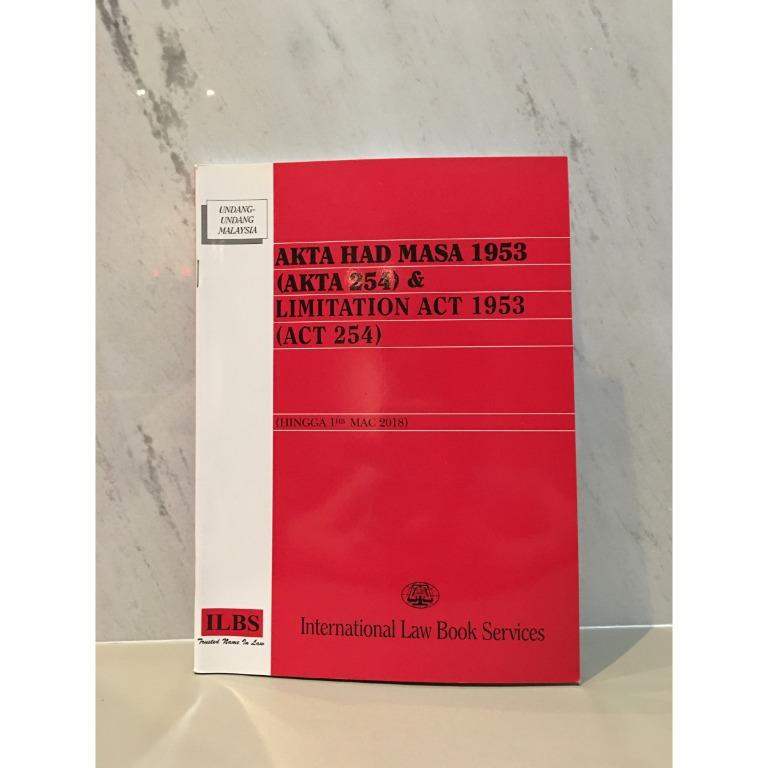 UNDANG-
UNDANG
MALAYSIA
AKTA HAD MASA 1953
(AKTA 254) &
LIMITATION ACT 1953
(ACT 254)
(HINGGA 1HB MAC 2018)
International Law Book Services
ILBS
Trusted Name In Law